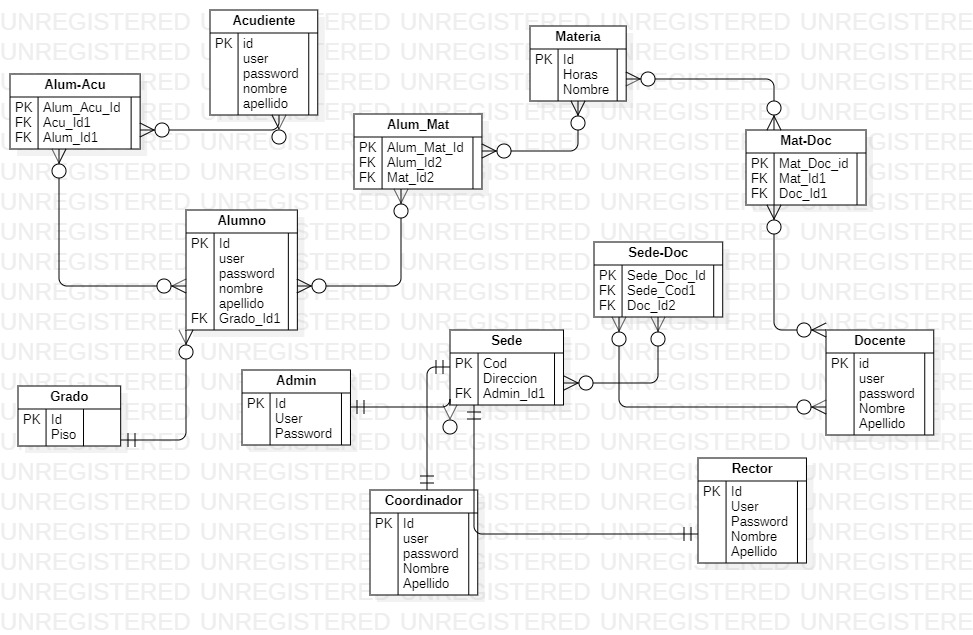 UNREGISTERED
Acudiente
PK id
user
password
nombre
apellido
Materia
PK Id
Horas
Nombre
Alum-Acu
PK Alum_Acu_Id
FK Acu_Id1
FK Alum_Id1
Alum_Mat
PK Alum_Mat_Id
FK Alum_Id2
FK Mat_Id2
Mat-Doc
PK Mat_Doc_id
FK Mat_Id1
FK Doc_Id1
Alumno
PK Id
user
password
nombre
apellido
FK Grado_Id1
Sede-Doc
PK Sede_Doc_Id
FK Sede_Cod1
FK Doc_Id2
Sede
PK Cod
Direccion
FK Admin_Id1
Docente
PK id
user
password
Nombre
Apellido
Grado
PK Id
Piso
Admin
PK Id
User
Password
Coordinador
PK Id
user
password
Nombre
Apellido
Rector
PK Id
User
Password
Nombre
Apellido